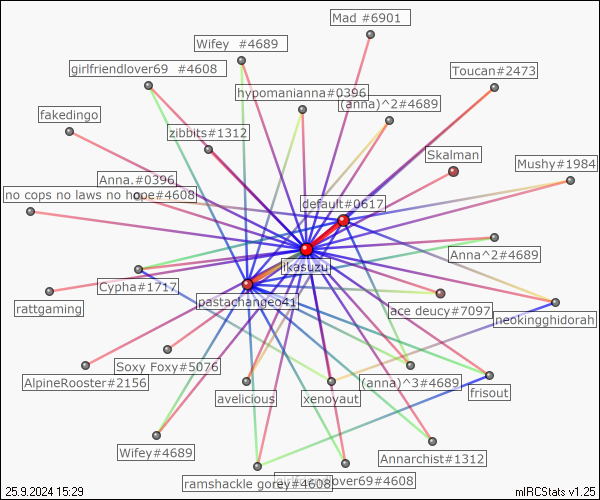 Mad #6901
Wifey  #4689
girlfriendlover69  #4608
Toucan#2473
hypomanianna#0396
(anna)^2#4689
fakedingo
zibbits#1312
Skalman
Mushy#1984
Anna.#0396
no cops no laws no hope#4608
default#0617
Anna^2#4689
ikasuzu
Cypha#1717
pastachangeo41
rattgaming
ace deucy#7097
neokingghidorah
Soxy Foxy#5076
AlpineRooster#2156
(anna)^3#4689
frisout
avelicious
xenoyaut
Wifey#4689
Annarchist#1312
ramshackle gorey#4608
girlfriendlover69#4608
25.9.2024 15:29
mIRCStats v1.25